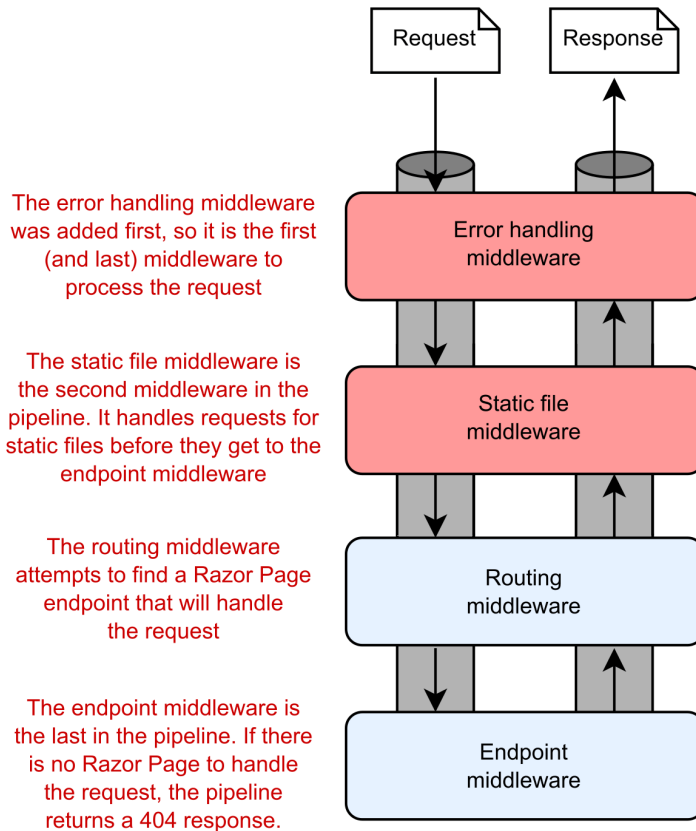 Request
Response
The error handling middleware
was added first, so it is the first
(and last) middleware to
process the request
Error handling
middleware
The static file middleware is
the second middleware in the
pipeline. It handles requests for
static files before they get to the
endpoint middleware
Static file
middleware
The routing middleware
attempts to find a Razor Page
endpoint that will handle
the request
Routing
middleware
The endpoint middleware is
the last in the pipeline. If there
is no Razor Page to handle
the request, the pipeline
returns a 404 response.
Endpoint
middleware